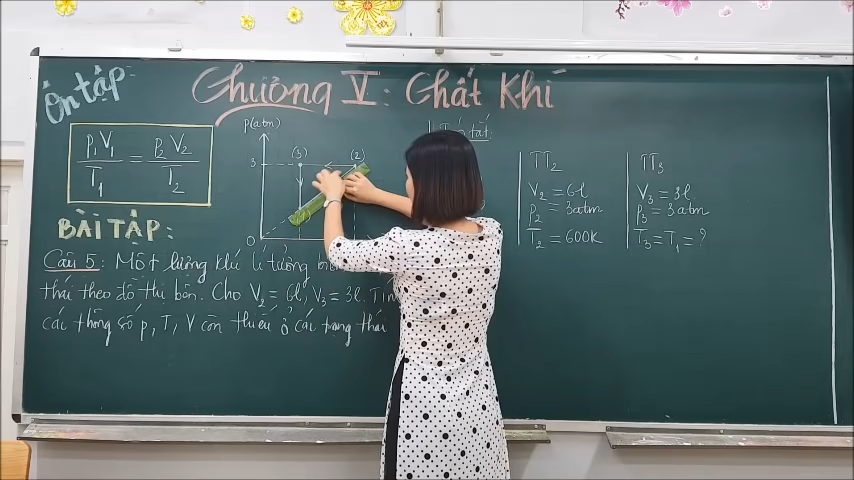 Ôn tập
Chương V: Chất Khí
P₁V₁/T₁ = P₂V₂/T₂
BÀI TẬP:
Câu 5: Một lượng khí lí tưởng
thái theo đồ thị bên. Cho V₂ = 6l, V₃ = 3l. Tìm
các thông số p, T, V còn thiếu ở các trạng thái
p(atm)
(3) (2)
3
O
tắt
TT₂
V₂ = 6l
P₂ = 3atm
T₂ = 600K
TT₃
V₃ = 3l
P₃ = 3atm
T₃ = T₁ = ?